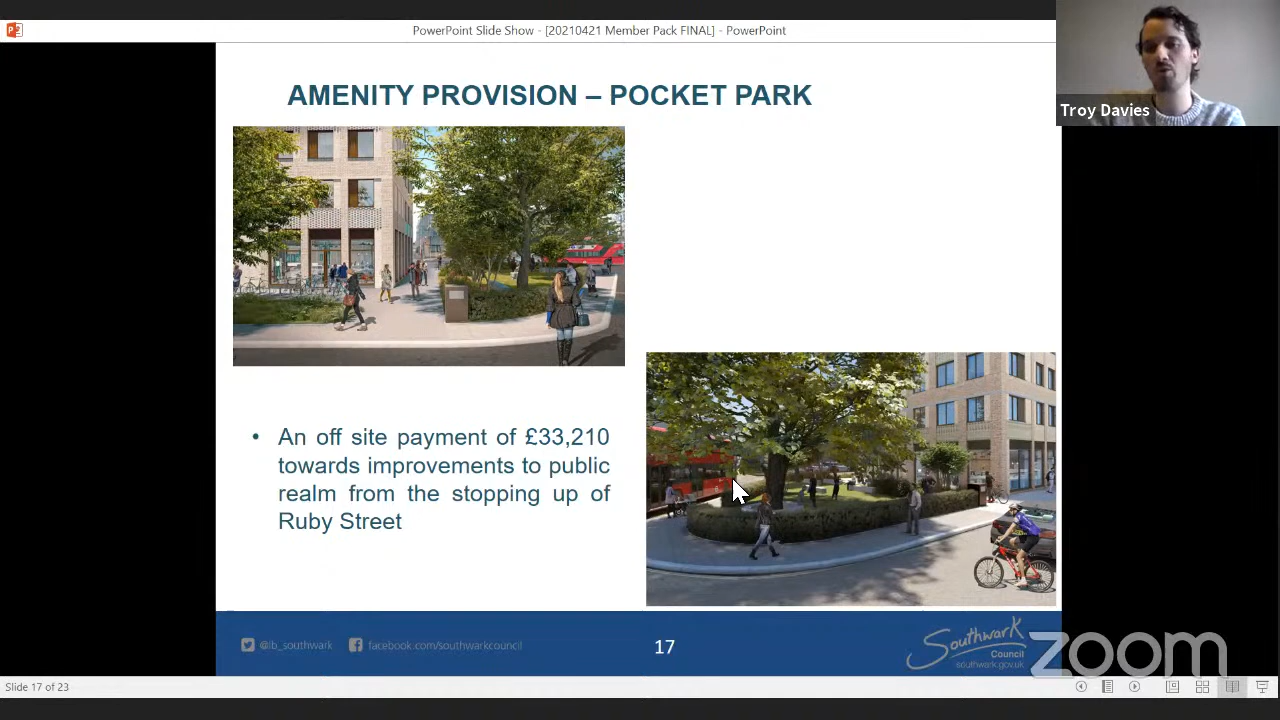 PowerPoint Slide Show - [20210421 Member Pack FINAL] - PowerPoint
Troy Davies
AMENITY PROVISION – POCKET PARK
• An off site payment of £33,210
towards improvements to public
realm from the stopping up of
Ruby Street
@lb_southwark
facebook.com/southwarkcouncil
17
Southwark
Council
southwark.gov.uk
zoom
Slide 17 of 23